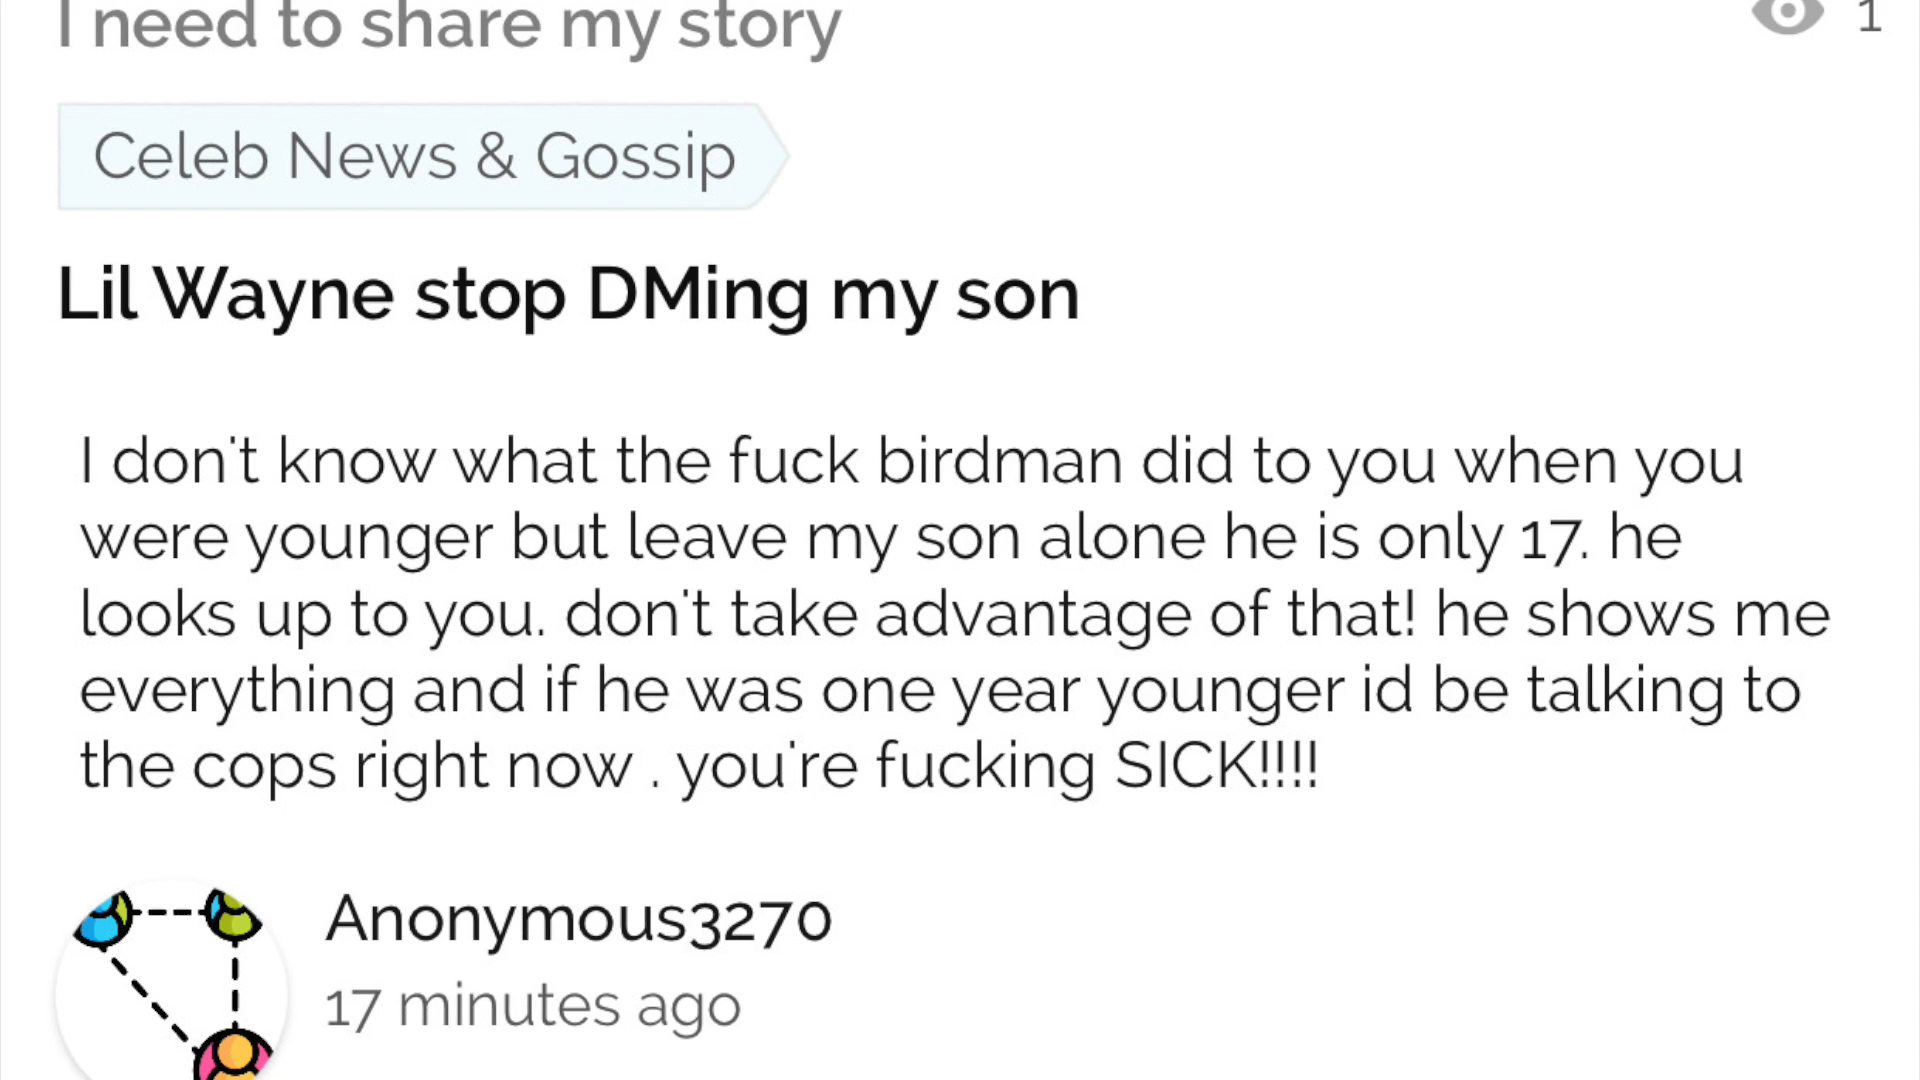 I need to share my story
1
Celeb News & Gossip
Lil Wayne stop DMing my son
I don't know what the fuck birdman did to you when you
were younger but leave my son alone he is only 17. he
looks up to you. don't take advantage of that! he shows me
everything and if he was one year younger id be talking to
the cops right now . you're fucking SICK!!!!
Anonymous3270
17 minutes ago